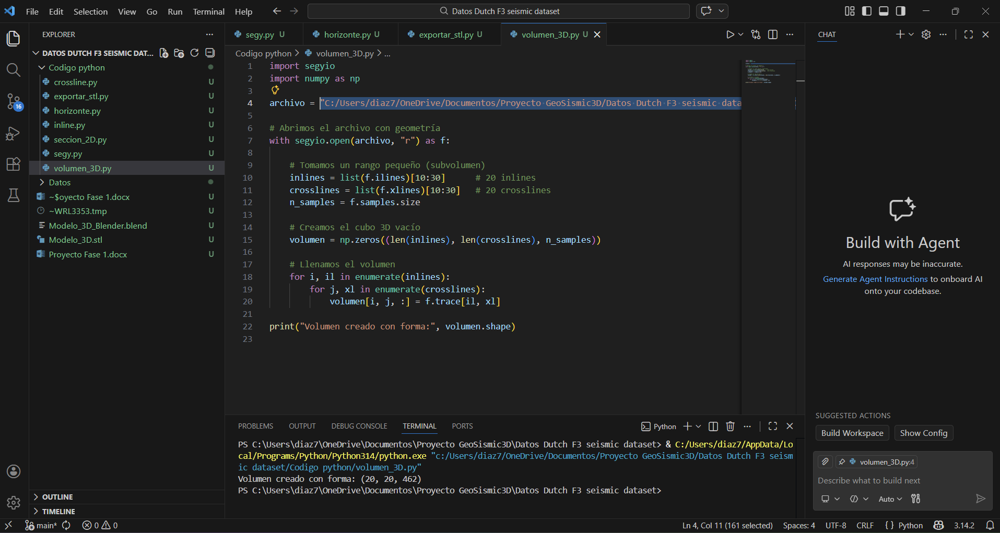 File Edit Selection View Go Run Terminal Help
Datos Dutch F3 seismic dataset
EXPLORER
DATOS DUTCH F3 SEISMIC DAT...
Codigo python
crossline.py U
exportar_stl.py U
horizonte.py U
inline.py U
seccion_2D.py U
segy.py U
volumen_3D.py U
Datos
~$oyecto Fase 1.docx U
~WRL3353.tmp U
Modelo_3D_Blender.blend U
Modelo_3D.stl U
Proyecto Fase 1.docx U
16
OUTLINE
TIMELINE
segy.py U horizonte.py U exportar_stl.py U volumen_3D.py U
Codigo python > volumen_3D.py > ...
1 import segyio
2 import numpy as np
3
4 archivo = "C:/Users/diaz7/OneDrive/Documentos/Proyecto GeoSismic3D/Datos Dutch F3 seismic data
5
6 # Abrimos el archivo con geometría
7 with segyio.open(archivo, "r") as f:
8
9 # Tomamos un rango pequeño (subvolumen)
10 inlines = list(f.ilines)[10:30] # 20 inlines
11 crosslines = list(f.xlines)[10:30] # 20 crosslines
12 n_samples = f.samples.size
13
14 # Creamos el cubo 3D vacío
15 volumen = np.zeros((len(inlines), len(crosslines), n_samples))
16
17 # Llenamos el volumen
18 for i, il in enumerate(inlines):
19 for j, xl in enumerate(crosslines):
20 volumen[i, j, :] = f.trace[il, xl]
21
22 print("Volumen creado con forma:", volumen.shape)
23
PROBLEMS OUTPUT DEBUG CONSOLE TERMINAL PORTS
Python
PS C:\Users\diaz7\OneDrive\Documentos\Proyecto GeoSismic3D\Datos Dutch F3 seismic dataset> & C:/Users/diaz7/AppData/Lo
cal/Programs/Python/Python314/python.exe "c:/Users/diaz7/OneDrive/Documentos/Proyecto GeoSismic3D/Datos Dutch F3 seism
ic dataset/Codigo python/volumen_3D.py"
Volumen creado con forma: (20, 20, 462)
PS C:\Users\diaz7\OneDrive\Documentos\Proyecto GeoSismic3D\Datos Dutch F3 seismic dataset>
CHAT
Build with Agent
AI responses may be inaccurate.
Generate Agent Instructions to onboard AI
onto your codebase.
SUGGESTED ACTIONS
Build Workspace Show Config
volumen_3D.py:4
Describe what to build next
Auto
main* 0 0
Ln 4, Col 11 (161 selected) Spaces: 4 UTF-8 CRLF { } Python 3.14.2